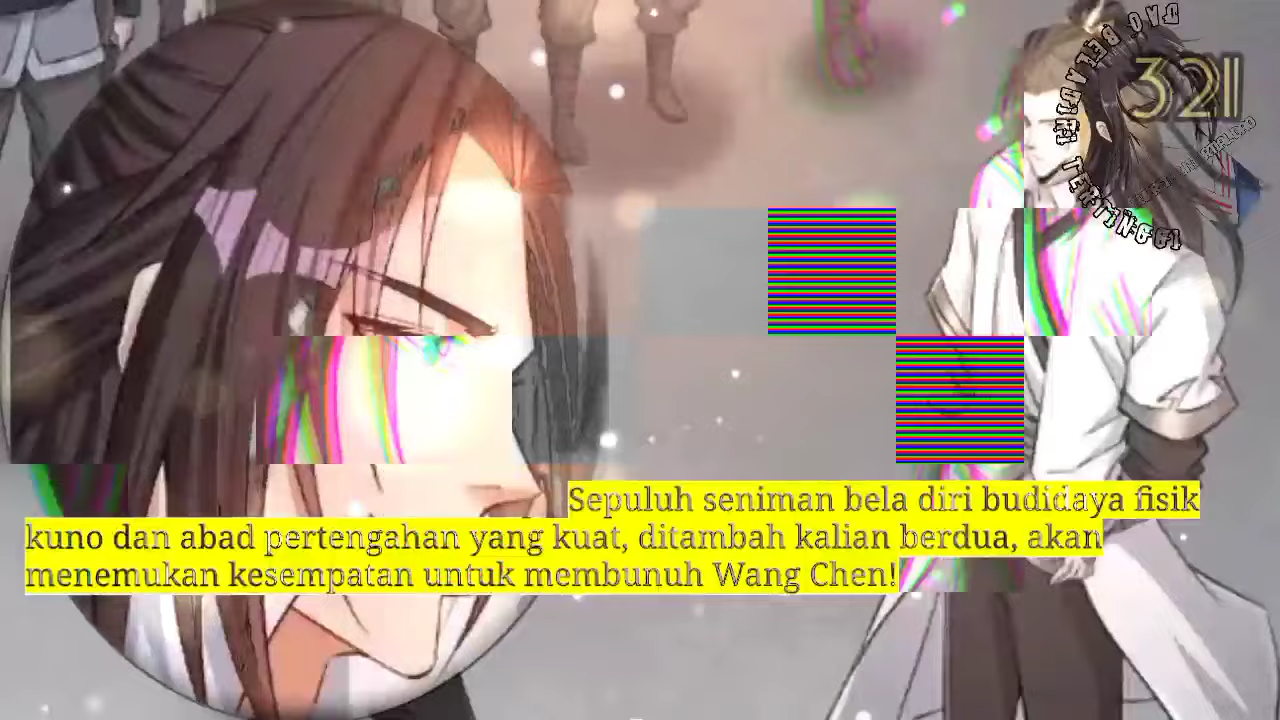 321
Sepuluh seniman bela diri budidaya fisik
kuno dan abad pertengahan yang kuat, ditambah kalian berdua, akan
menemukan kesempatan untuk membunuh Wang Chen!